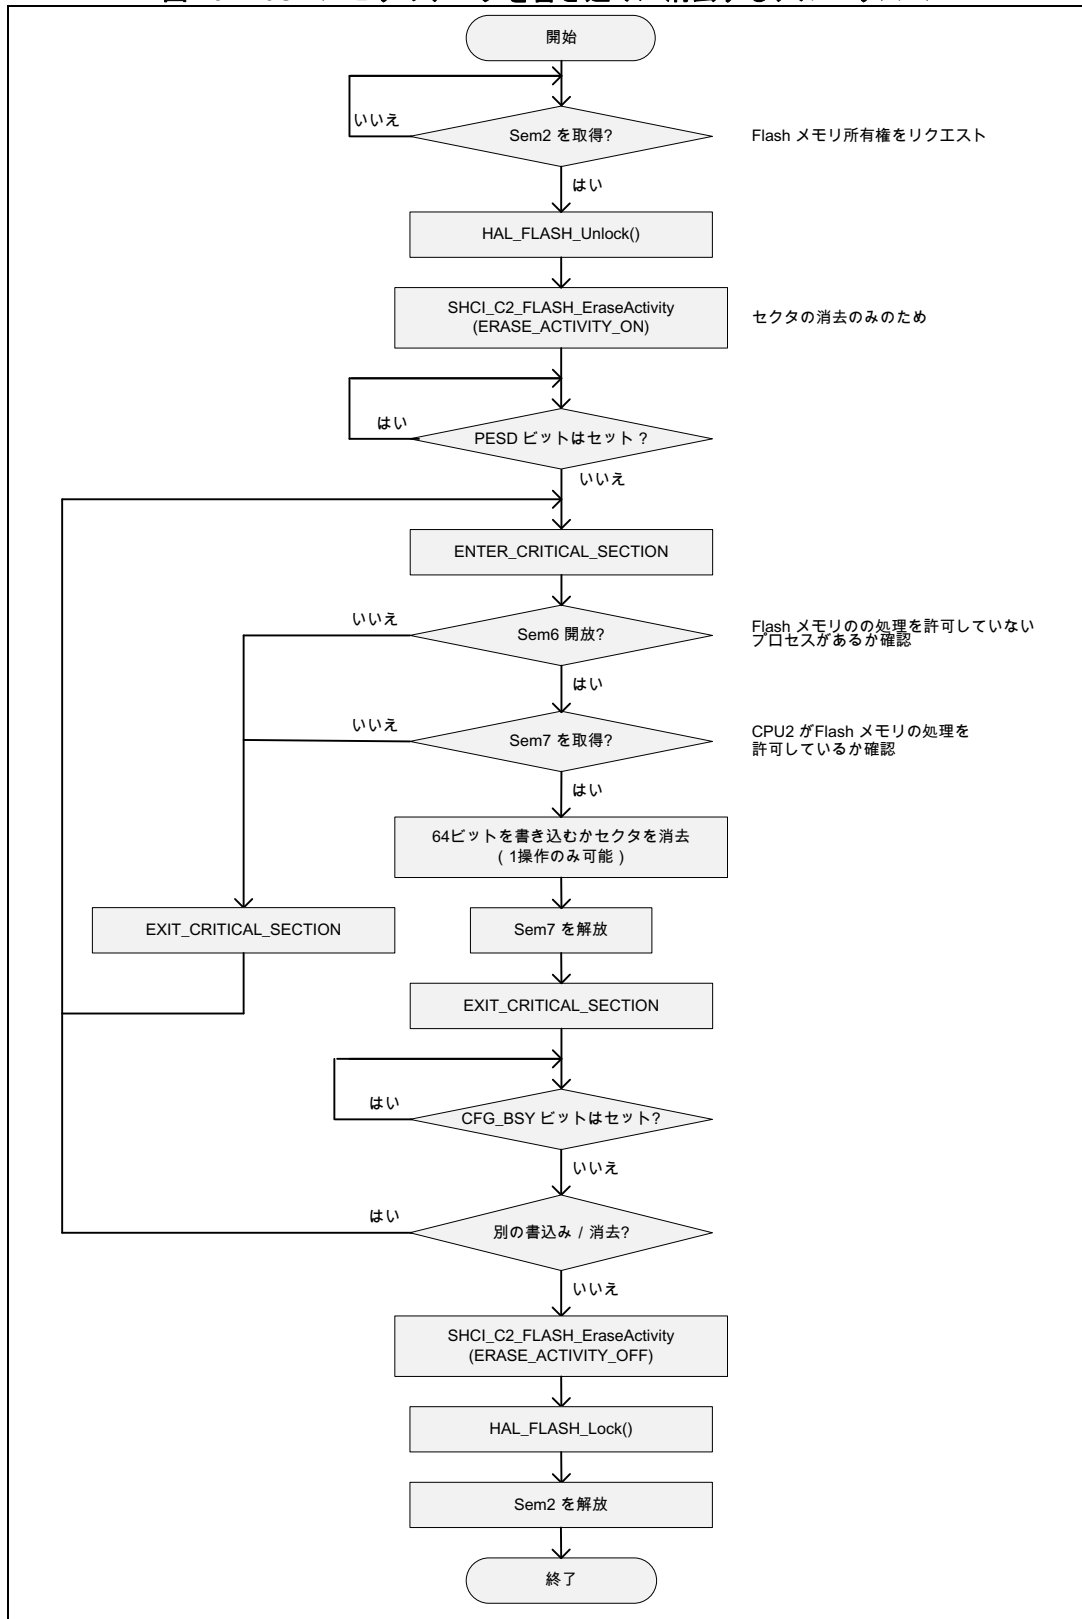 開始
いいえ
Sem2 を取得?
Flash メモリ所有権をリクエスト
はい
HAL_FLASH_Unlock()
SHCI_C2_FLASH_EraseActivity
(ERASE_ACTIVITY_ON)
セクタの消去のみのため
はい
PESD ビットはセット ?
いいえ
ENTER_CRITICAL_SECTION
いいえ
Sem6 開放?
Flash メモリのの処理を許可していない
プロセスがあるか確認
はい
いいえ
Sem7 を取得?
CPU2 がFlash メモリの処理を
許可しているか確認
はい
64ビットを書き込むかセクタを消去
( 1操作のみ可能 )
EXIT_CRITICAL_SECTION
Sem7 を解放
EXIT_CRITICAL_SECTION
はい
CFG_BSY ビットはセット?
いいえ
はい
別の書込み / 消去?
いいえ
SHCI_C2_FLASH_EraseActivity
(ERASE_ACTIVITY_OFF)
HAL_FLASH_Lock()
Sem2 を解放
終了